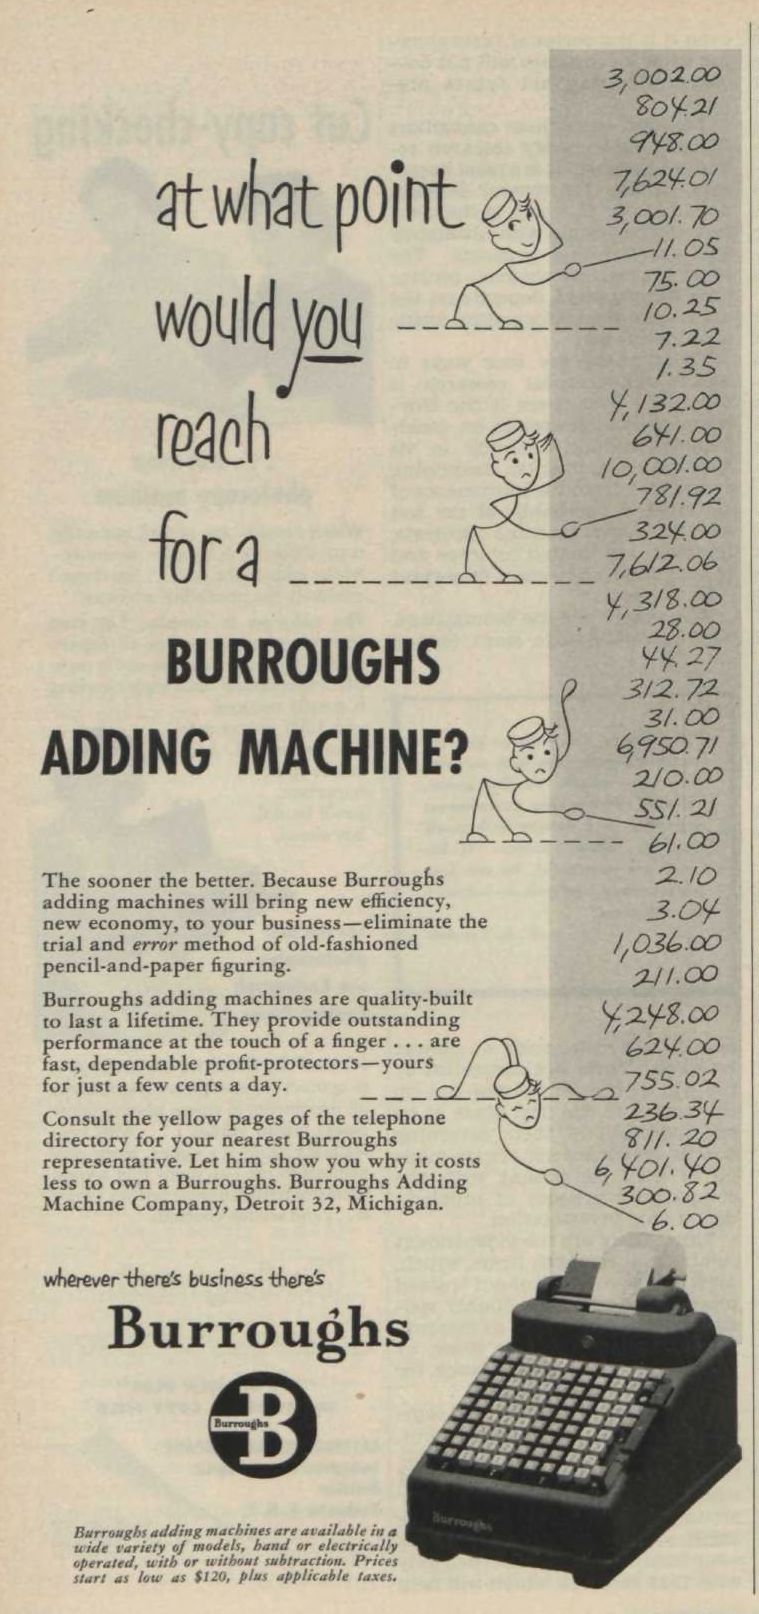 at what point
would you
reach
for a
BURROUGHS
ADDING MACHINE?
3,002.00
804.21
948.00
7,624.01
3,001.70
11.05
75.00
10.25
7.22
1.35
4,132.00
641.00
10,001.00
781.92
324.00
7,612.06
4,318.00
28.00
44.27
312.72
31.00
6,950.71
210.00
551.21
61.00
2.10
3.04
1,036.00
211.00
4,248.00
624.00
755.02
236.34
811.20
6,401.40
300.82
6.00
The sooner the better. Because Burroughs
adding machines will bring new efficiency,
new economy, to your business—eliminate the
trial and error method of old-fashioned
pencil-and-paper figuring.
Burroughs adding machines are quality-built
to last a lifetime. They provide outstanding
performance at the touch of a finger . . . are
fast, dependable profit-protectors—yours
for just a few cents a day.
Consult the yellow pages of the telephone
directory for your nearest Burroughs
representative. Let him show you why it costs
less to own a Burroughs. Burroughs Adding
Machine Company, Detroit 32, Michigan.
wherever there's business there's
Burroughs
B
Burroughs
Burroughs
Burroughs adding machines are available in a
wide variety of models, hand or electrically
operated, with or without subtraction. Prices
start as low as $120, plus applicable taxes.